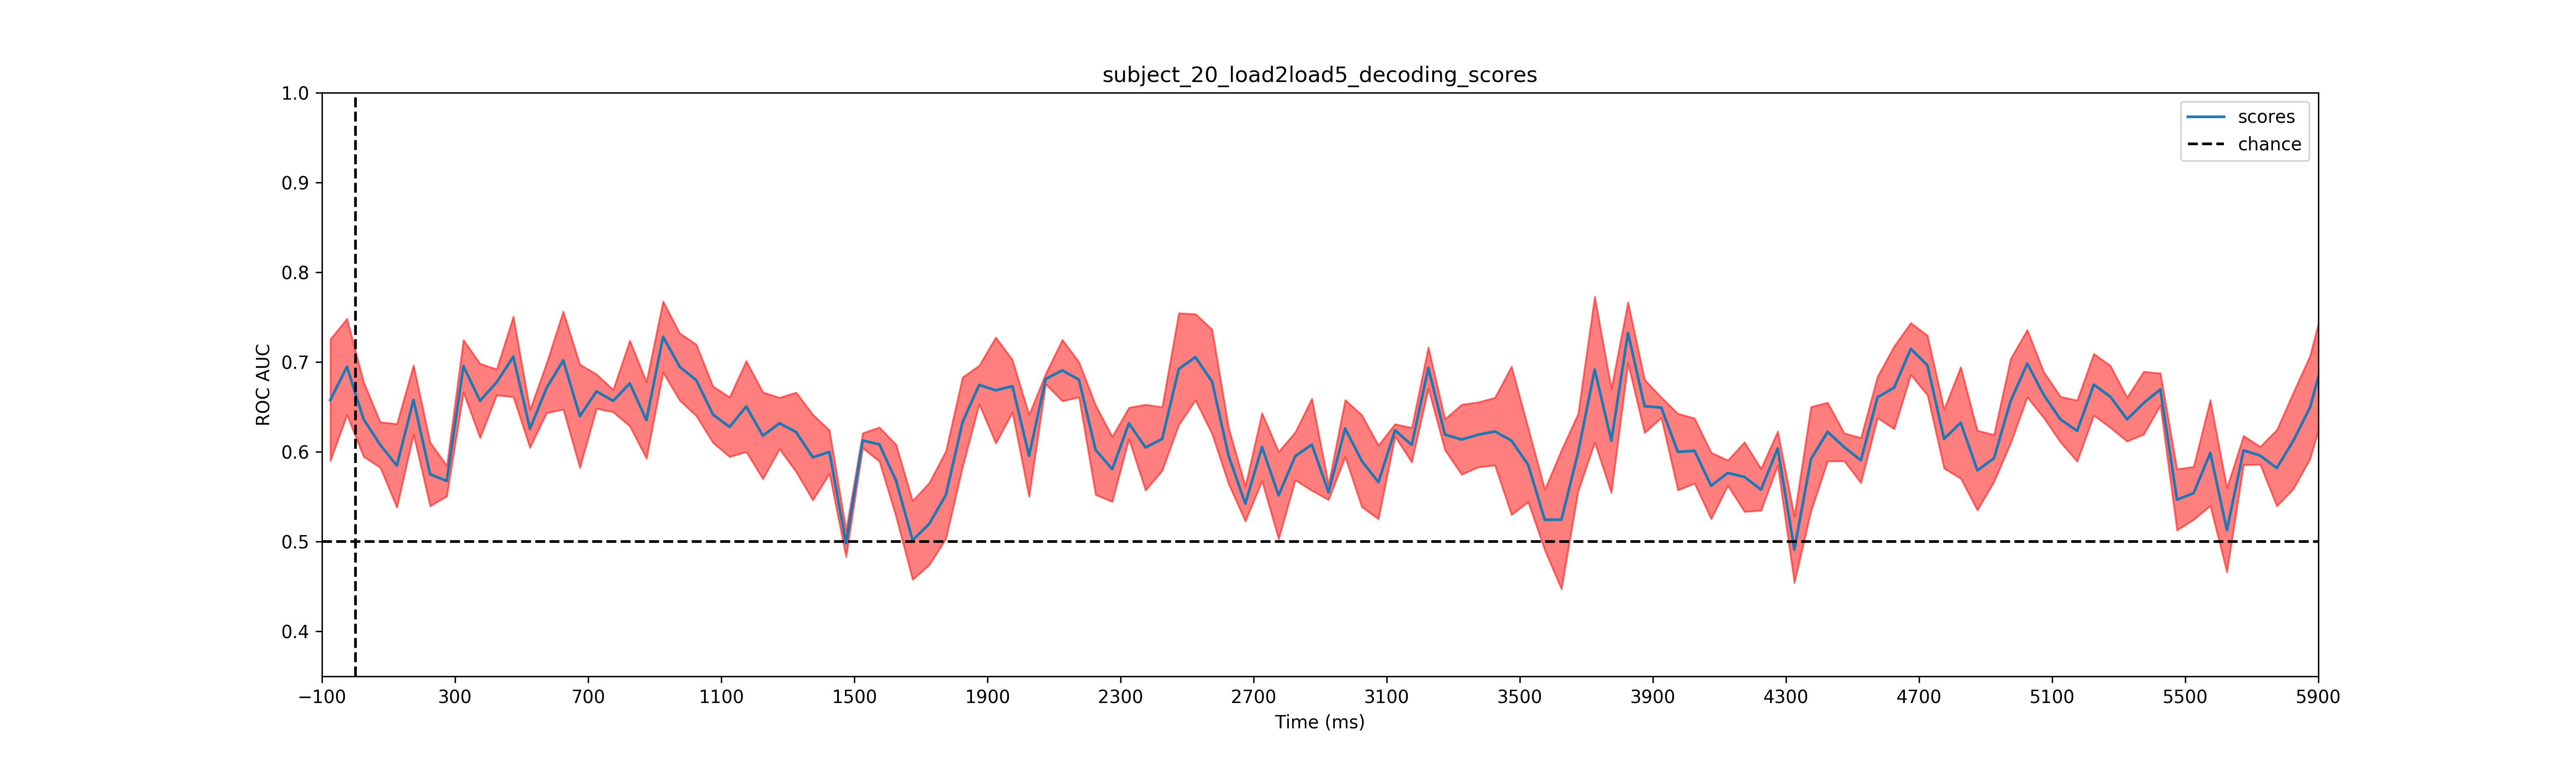 subject_20_load2load5_decoding_scores
1.0
0.9
0.8
0.7
0.6
0.5
0.4
ROC AUC
scores
chance
−100 300 700 1100 1500 1900 2300 2700 3100 3500 3900 4300 4700 5100 5500 5900
Time (ms)